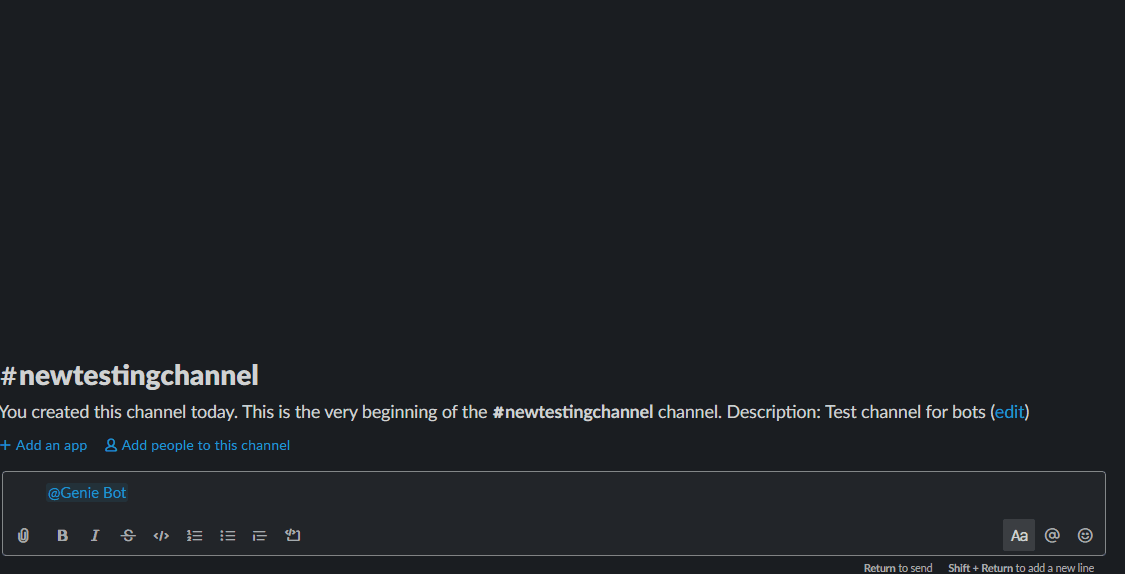 #newtestingchannel
You created this channel today. This is the very beginning of the #newtestingchannel channel. Description: Test channel for bots (edit)
+ Add an app Add people to this channel
@Genie Bot
B I S </> Aa @
Return to send Shift + Return to add a new line